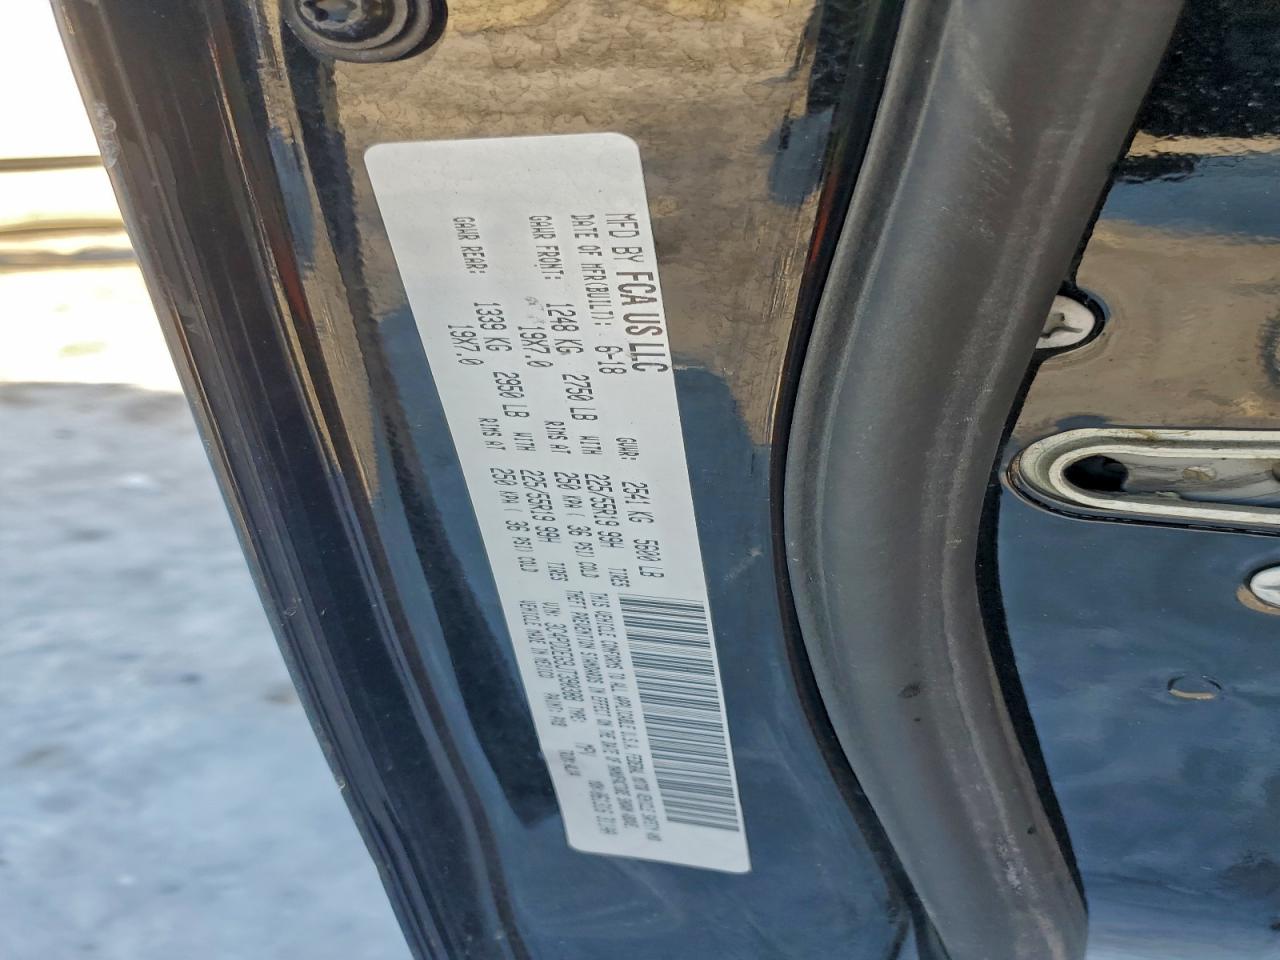 MFD BY FCA US LLC
DATE OF MFR(BUILT): 6-18 GVWR: 2541 KG 5600 LB
GAWR FRONT: 1248 KG 2750 LB WITH 225/55R19 99H TIRES
19X7.0 RIMS AT 250 KPA( 36 PSI) COLD
GAWR REAR: 1339 KG 2950 LB WITH 225/55R19 99H TIRES
19X7.0 RIMS AT 250 KPA( 36 PSI) COLD
THIS VEHICLE CONFORMS TO ALL APPLICABLE U.S.A. FEDERAL MOTOR VEHICLE SAFETY AND
THEFT PREVENTION STANDARDS IN EFFECT ON THE DATE OF MANUFACTURE SHOWN ABOVE.
VIN: TYPE: MPV
VEHICLE MADE IN MEXICO PAINT: TRIM: